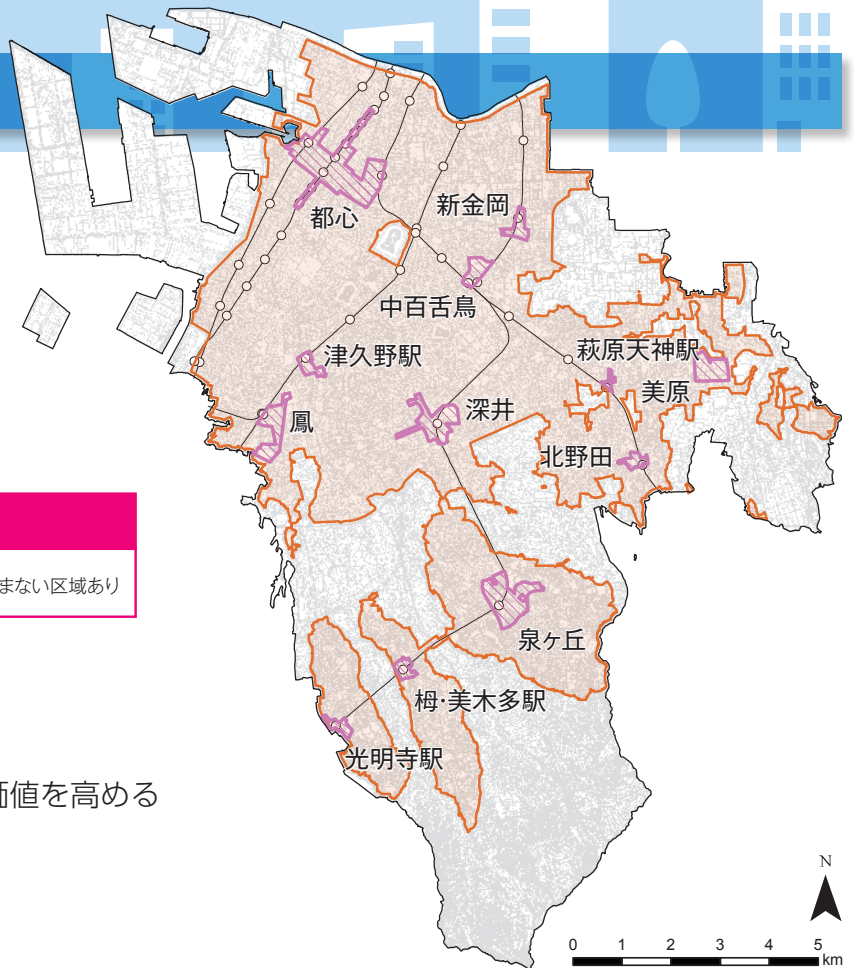 新金岡
都心
中百舌鳥
萩原天神駅
津久野駅
美原
鳳
深井
北野田
まない区域あり
泉ヶ丘
栂・美木多駅
光明寺駅
価値を高める
N
0 1 2 3 4 5
km